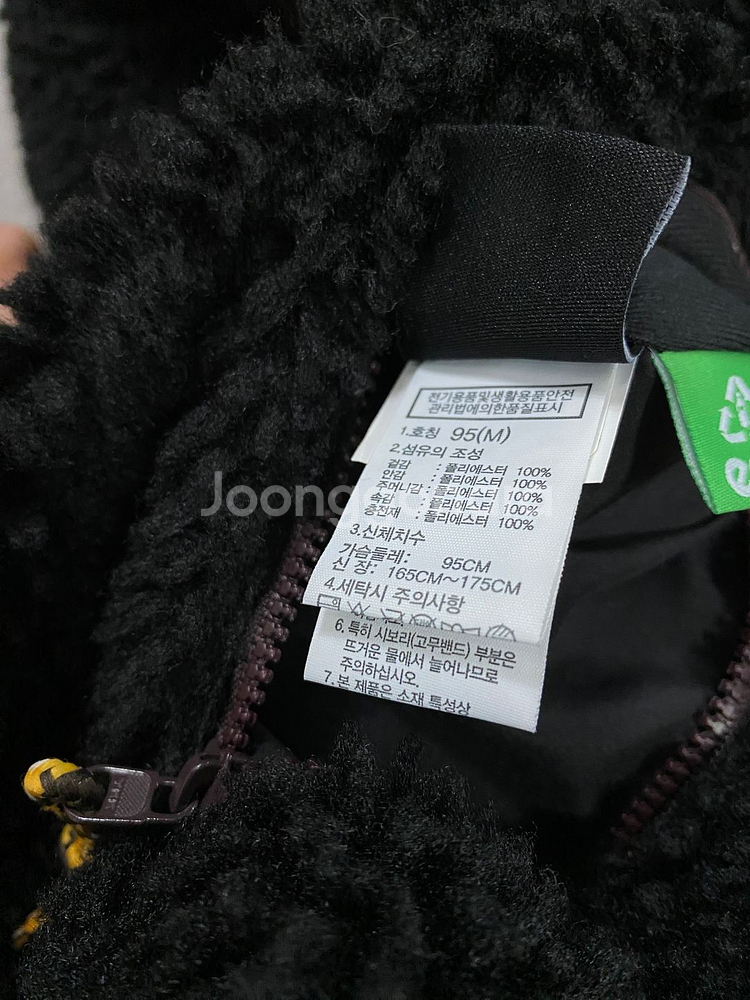 전기용품및생활용품안전
관리법에의한품질표시
1.호칭 95(M)
2.섬유의 조성
겉감 : 폴리에스터 100%
안감 : 폴리에스터 100%
주머니감 : 폴리에스터 100%
속감 : 폴리에스터 100%
충전재 : 폴리에스터 100%
3.신체치수
가슴둘레: 95CM
신 장: 165CM~175CM
4.세탁시 주의사항
6. 특히 시보리(고무밴드) 부분은
뜨거운 물에서 늘어나므로
주의하십시오.
7. 본 제품은 소재 특성상